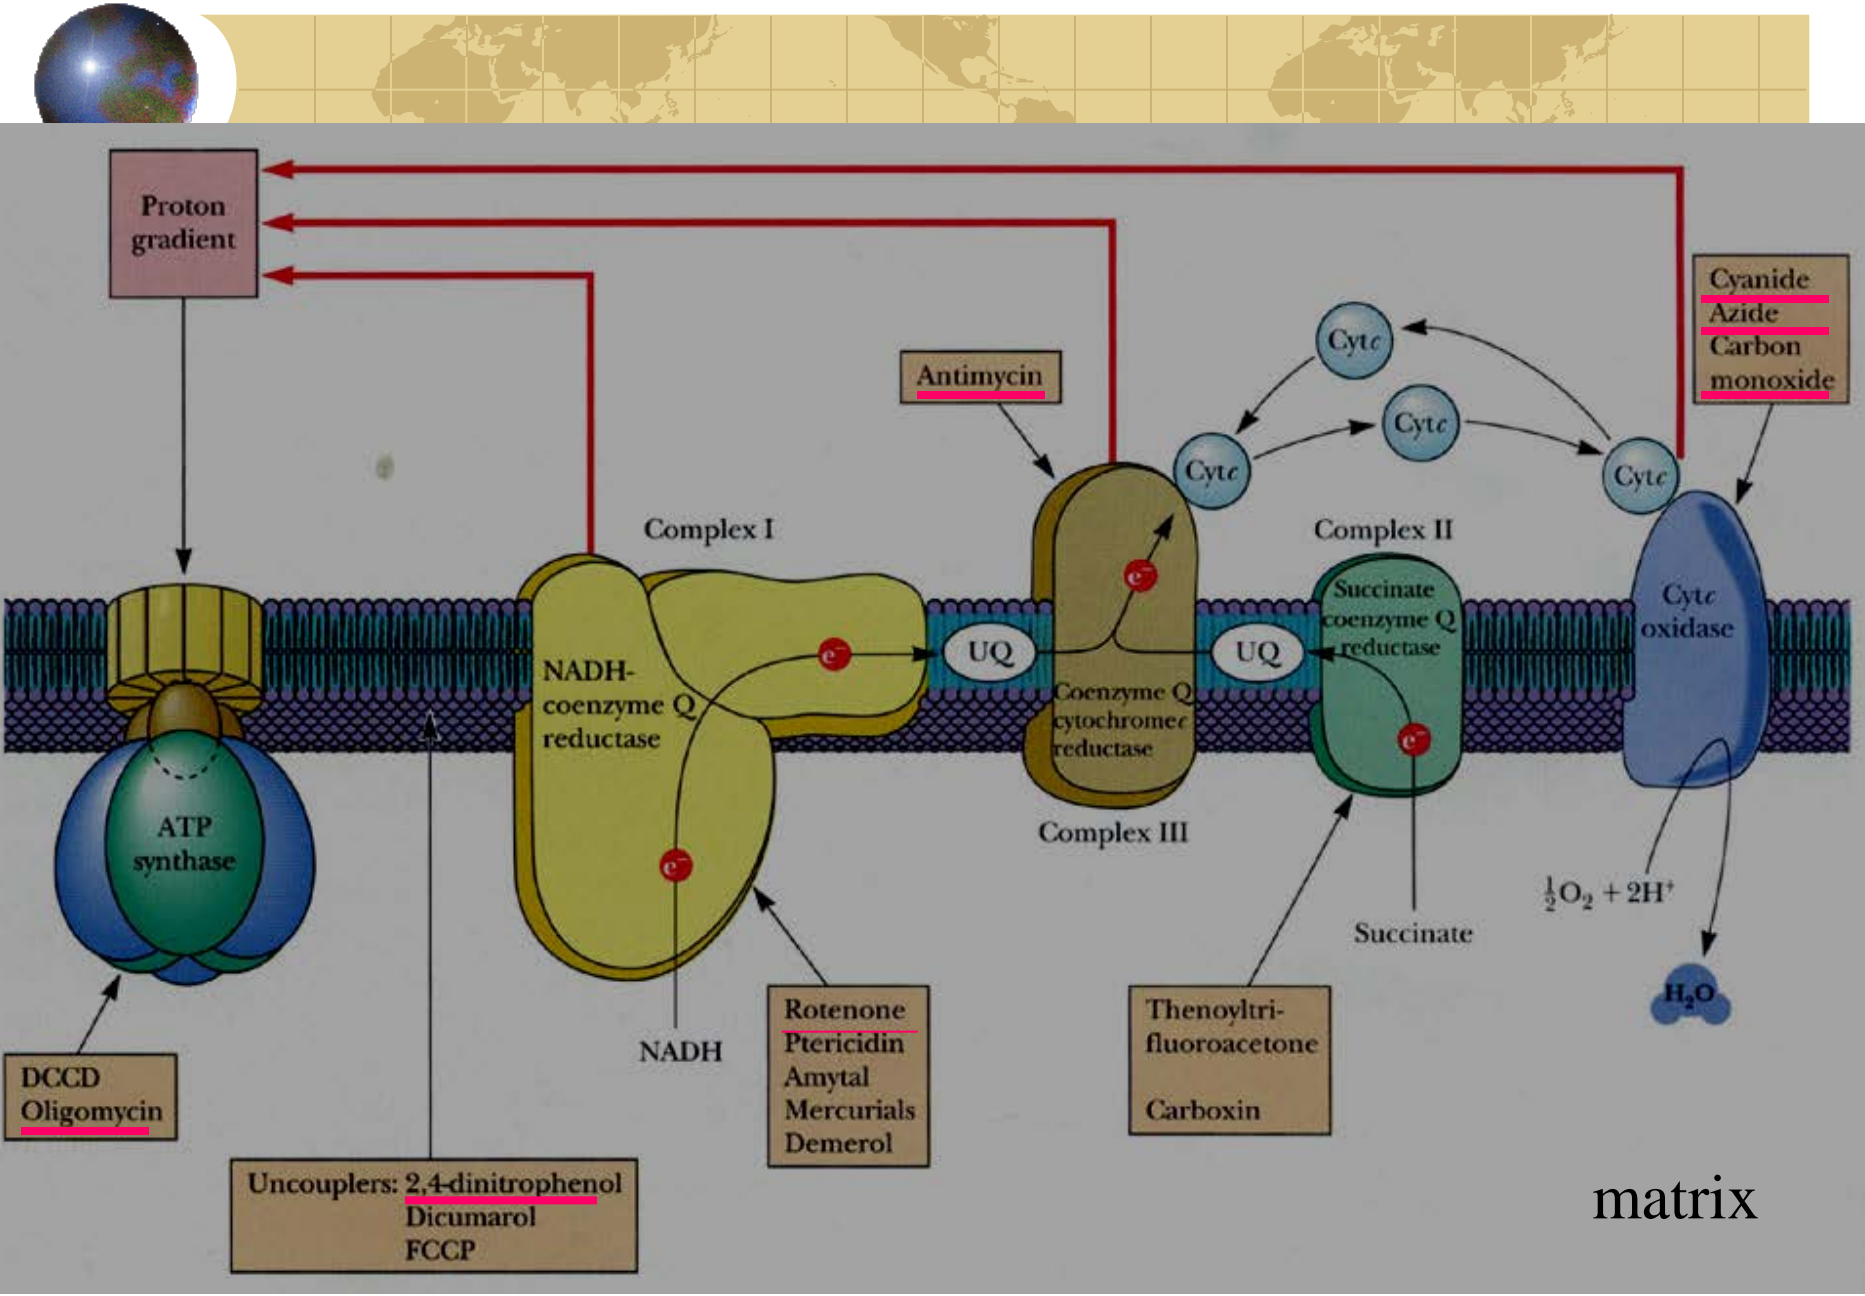 Proton
gradient
Cyanide
Azide
Carbon
monoxide
Antimycin
Cytc
Cytc
Cytc
Cytc
Complex I
Complex II
Succinate
coenzyme Q
reductase
Cytc
oxidase
UQ
UQ
e⁻
e⁻
e⁻
e⁻
NADH-
coenzyme Q
reductase
Coenzyme Q
cytochromec
reductase
ATP
synthase
Complex III
½O₂ + 2H⁺
Succinate
H₂O
NADH
DCCD
Oligomycin
Rotenone
Ptericidin
Amytal
Mercurials
Demerol
Thenoyltri-
fluoroacetone
Carboxin
Uncouplers: 2,4-dinitrophenol
Dicumarol
FCCP
matrix